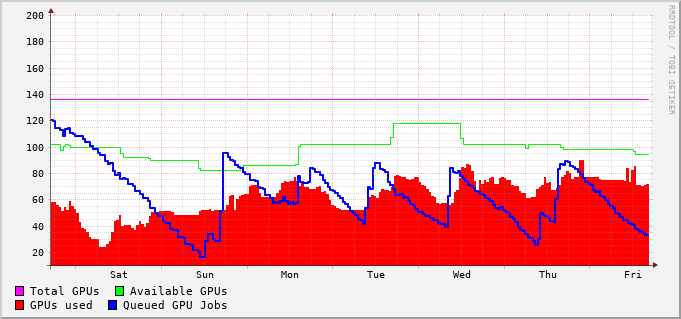 200
180
160
140
120
100
80
60
40
20
Sat Sun Mon Tue Wed Thu Fri
Total GPUs Available GPUs
GPUs used Queued GPU Jobs
RRDTOOL / TOBI OETIKER